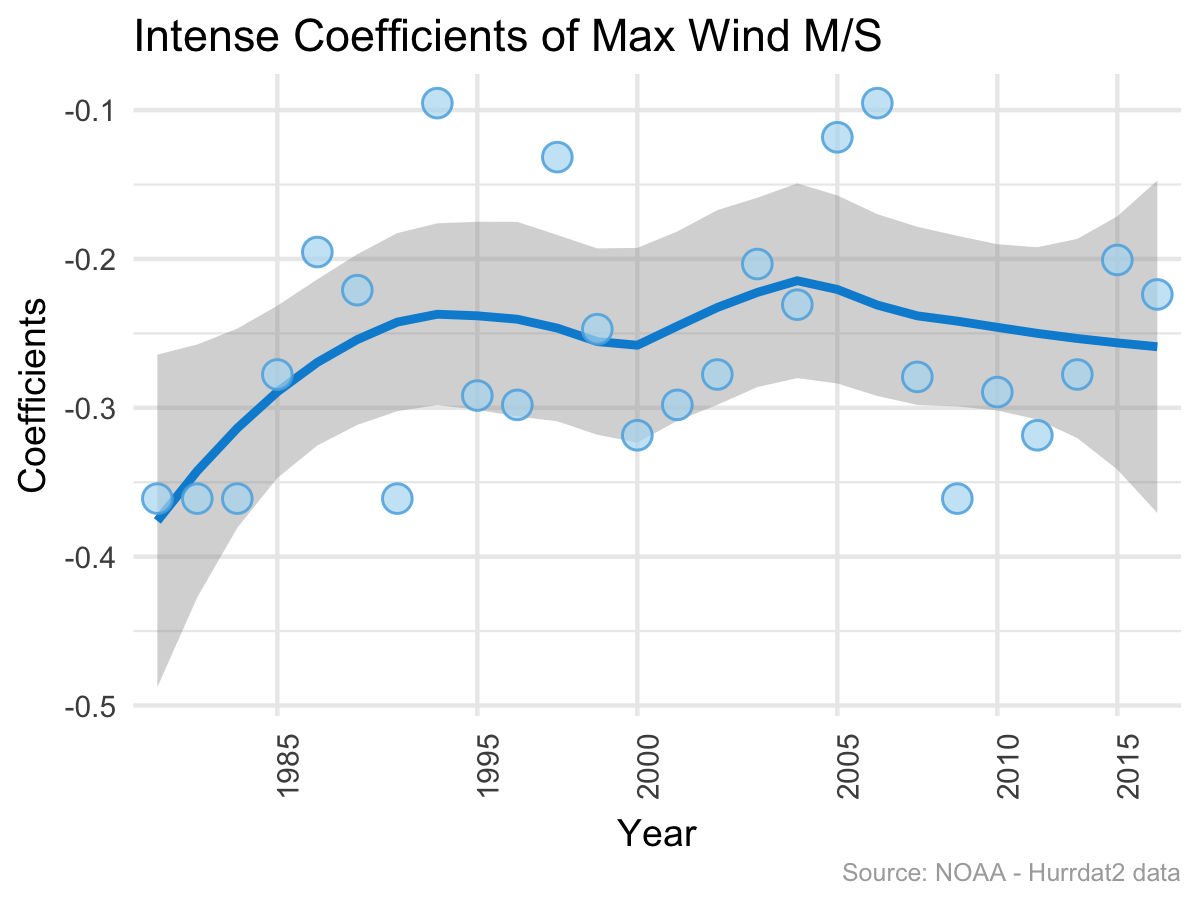 Intense Coefficients of Max Wind M/S
-0.1
-0.2
-0.3
-0.4
-0.5
Coefficients
1985
1995
2000
2005
2010
2015
Year
Source: NOAA - Hurrdat2 data